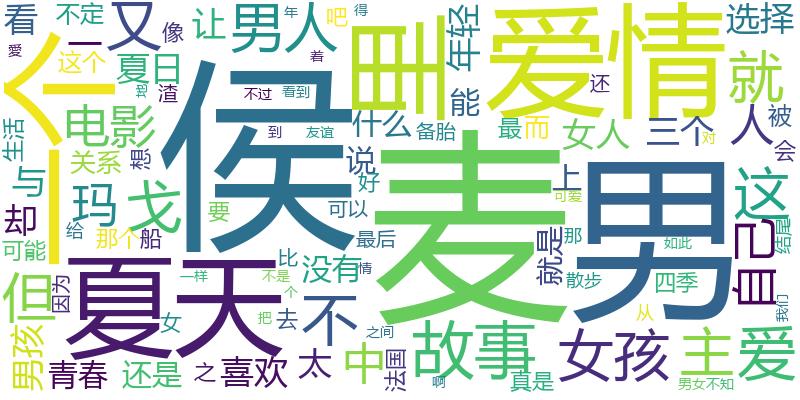 看
不定
又
像
让
男人
吧
年
得
里
年轻
爱情
选择
愛
个
一
这个
夏日
渣
不过
看到
着
还
就
侯
电影
什么
备胎
能
最
而
女人
三个
人
被
会
对
生活
关系
想
到
友谊
说
麦
男
与
玛
戈
好
上
可爱
这
却
给
那个
船
要
可以
就是
那
如此
自己
结尾
可能
但
因为
夏天
一样
比
没有
最后
情
不是
个
散步
四季
我们
女
去
不
把
之间
从
男孩
故事
女孩
主
爱
青春
还是
之
喜欢
太
中
法国
啊
真是
男女不知